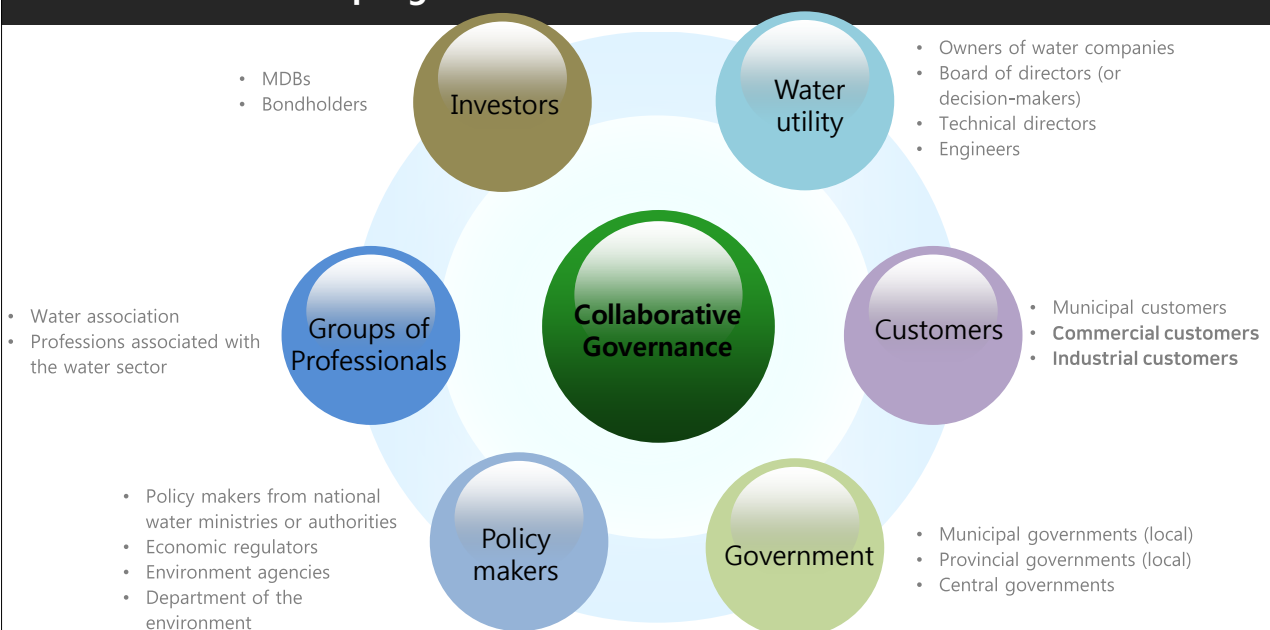 • MDBs
• Bondholders
Investors
Water
utility
• Owners of water companies
• Board of directors (or
decision-makers)
• Technical directors
• Engineers
• Water association
• Professions associated with
the water sector
Groups of
Professionals
Collaborative
Governance
Customers
• Municipal customers
• Commercial customers
• Industrial customers
• Policy makers from national
water ministries or authorities
• Economic regulators
• Environment agencies
• Department of the
environment
Policy
makers
Government
• Municipal governments (local)
• Provincial governments (local)
• Central governments